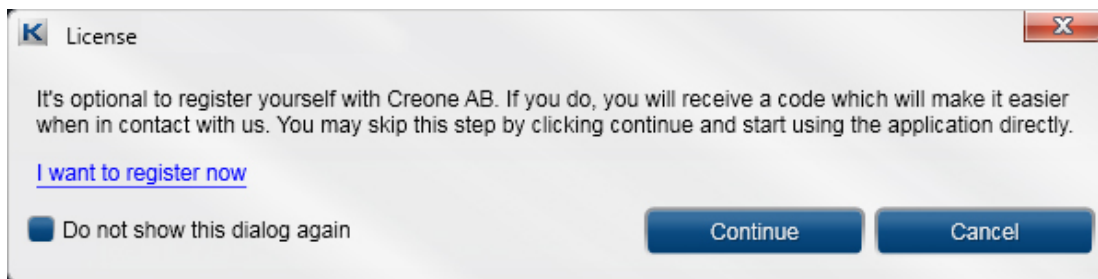 K License X
It's optional to register yourself with Creone AB. If you do, you will receive a code which will make it easier
when in contact with us. You may skip this step by clicking continue and start using the application directly.
I want to register now
Do not show this dialog again Continue Cancel